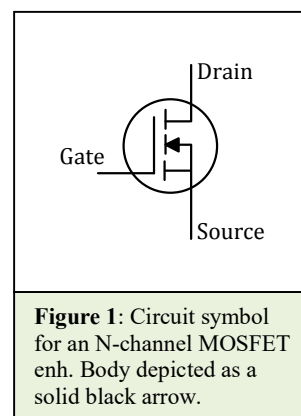 Drain
Gate
Source
Figure 1: Circuit symbol
for an N-channel MOSFET
enh. Body depicted as a
solid black arrow.